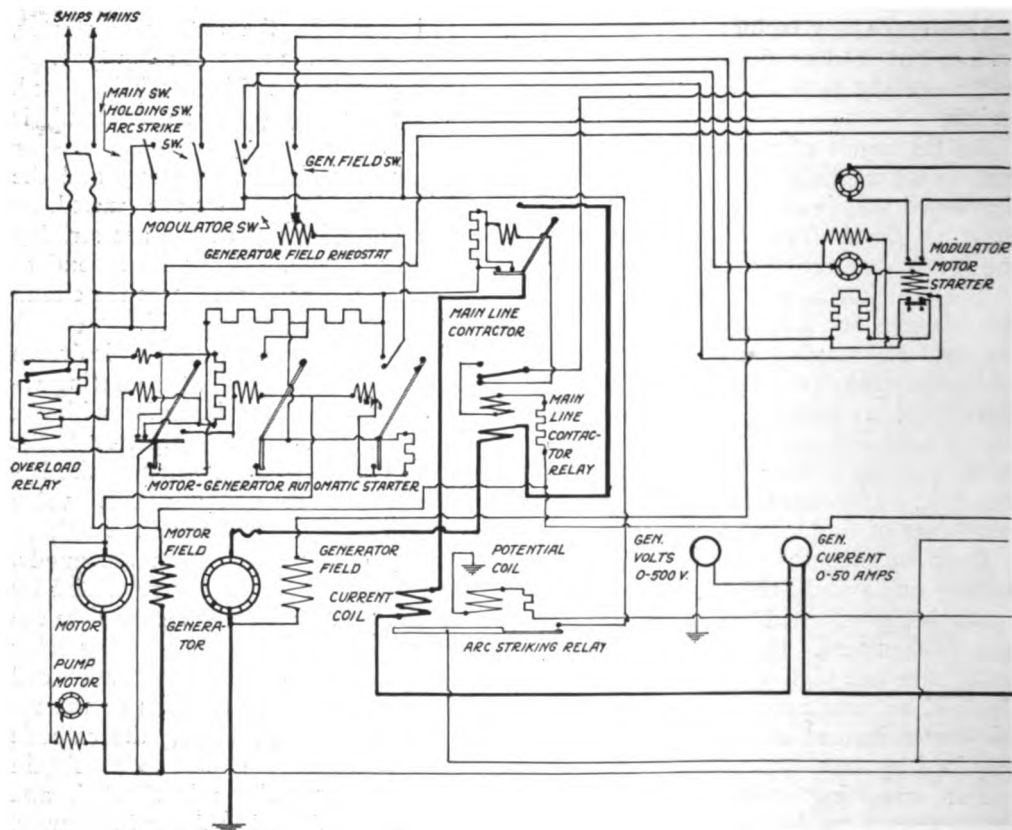 SHIPS MAINS
MAIN SW.
HOLDING SW.
ARC STRIKE
SW.
GEN. FIELD SW.
MODULATOR SW
GENERATOR FIELD RHEOSTAT
MAIN LINE
CONTACTOR
MODULATOR
MOTOR
STARTER
OVERLOAD
RELAY
MOTOR-GENERATOR AUTOMATIC STARTER
MAIN
LINE
CONTAC-
TOR
RELAY
MOTOR
FIELD
GENERATOR
FIELD
POTENTIAL
COIL
GEN.
VOLTS
0-500 V.
GEN.
CURRENT
0-50 AMPS
CURRENT
COIL
MOTOR
GENERA-
TOR
ARC STRIKING RELAY
PUMP
MOTOR